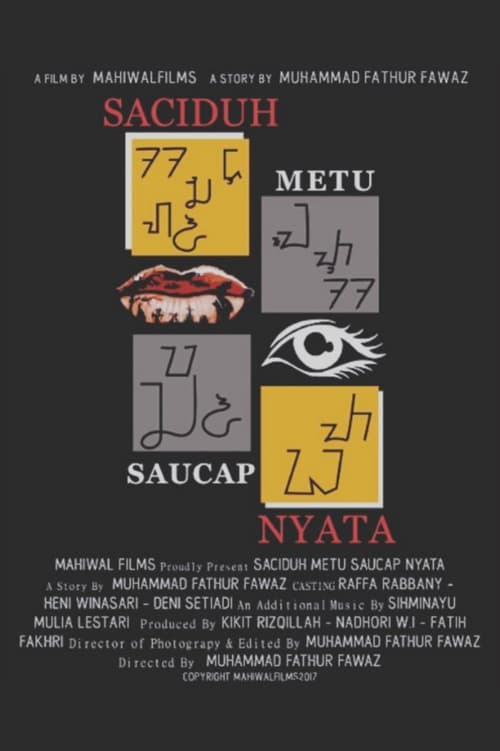 A FILM BY MAHIWALFILMS A STORY BY MUHAMMAD FATHUR FAWAZ
SACIDUH
METU
SAUCAP
NYATA
MAHIWAL FILMS Proudly Present SACIDUH METU SAUCAP NYATA
A Story By MUHAMMAD FATHUR FAWAZ CASTING RAFFA RABBANY -
HENI WINASARI - DENI SETIADI An Additional Music By SIHMINAYU
MULIA LESTARI Produced By KIKIT RIZQILLAH - NADHORI W.I - FATIH
FAKHRI Director of Photograpy & Edited By MUHAMMAD FATHUR FAWAZ
Directed By MUHAMMAD FATHUR FAWAZ
COPYRIGHT MAHIWALFILMS2017